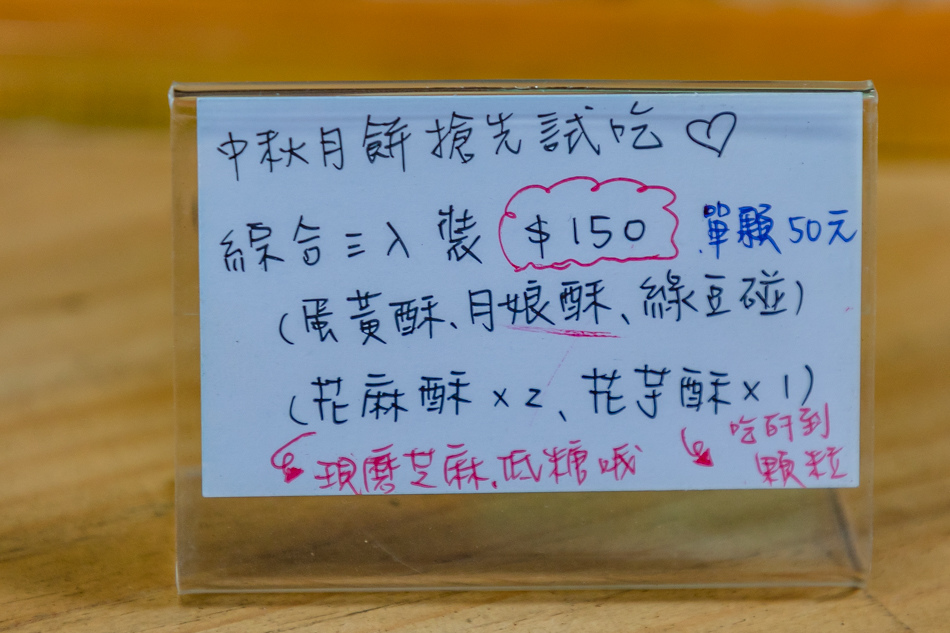 中秋月餅搶先試吃♡
綜合三入裝 $150 單顆50元
(蛋黃酥、月娘酥、綠豆碰)
(花麻酥x2、花芋酥x1)
現磨芝麻,低糖哦
吃的到
顆粒